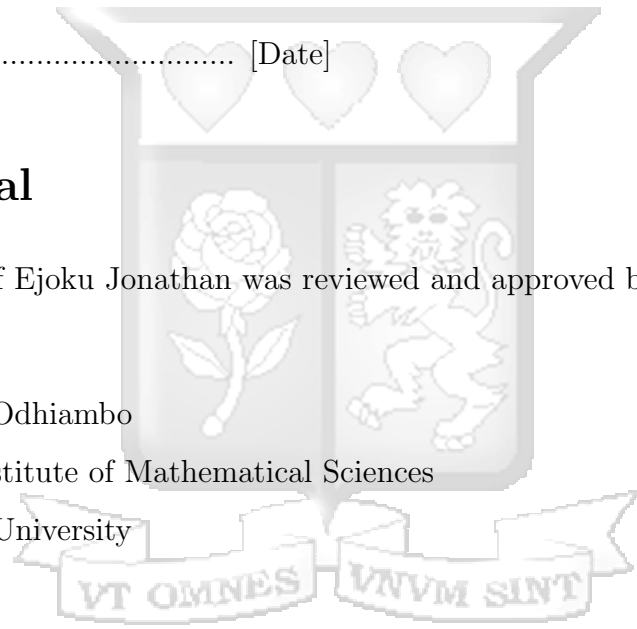 ........................... [Date]
al
f Ejoku Jonathan was reviewed and approved b
Odhiambo
stitute of Mathematical Sciences
University
VT OMNES VNVM SINT